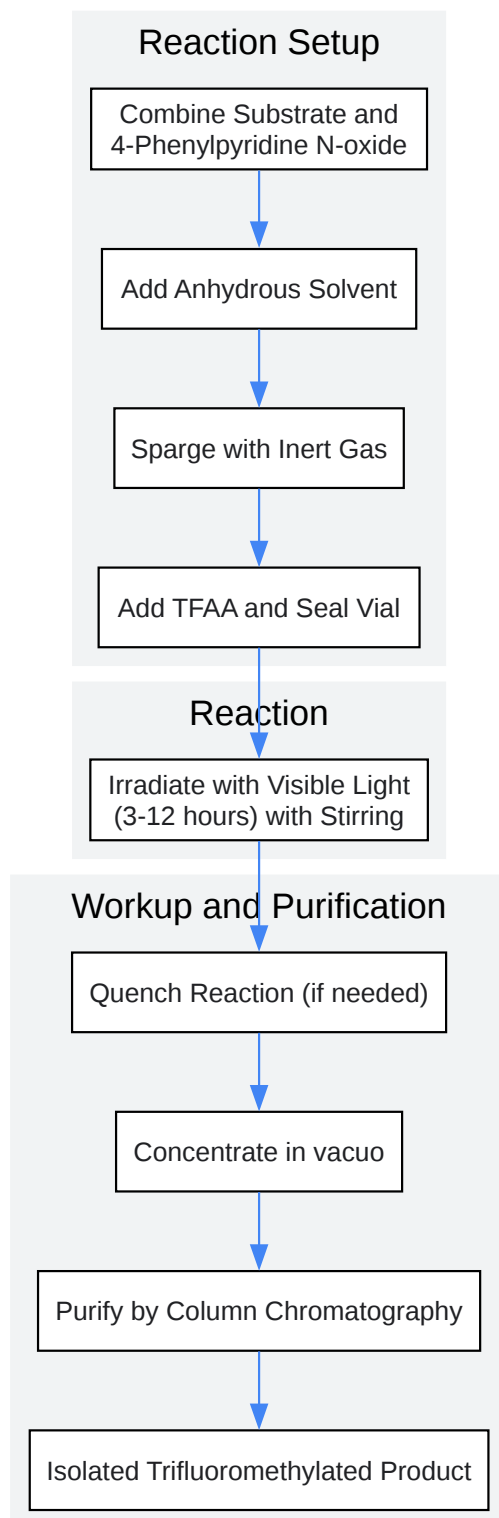 Reaction Setup
Combine Substrate and
4-Phenylpyridine N-oxide
Add Anhydrous Solvent
Sparge with Inert Gas
Add TFAA and Seal Vial
Reaction
Irradiate with Visible Light
(3-12 hours) with Stirring
Workup and Purification
Quench Reaction (if needed)
Concentrate in vacuo
Purify by Column Chromatography
Isolated Trifluoromethylated Product